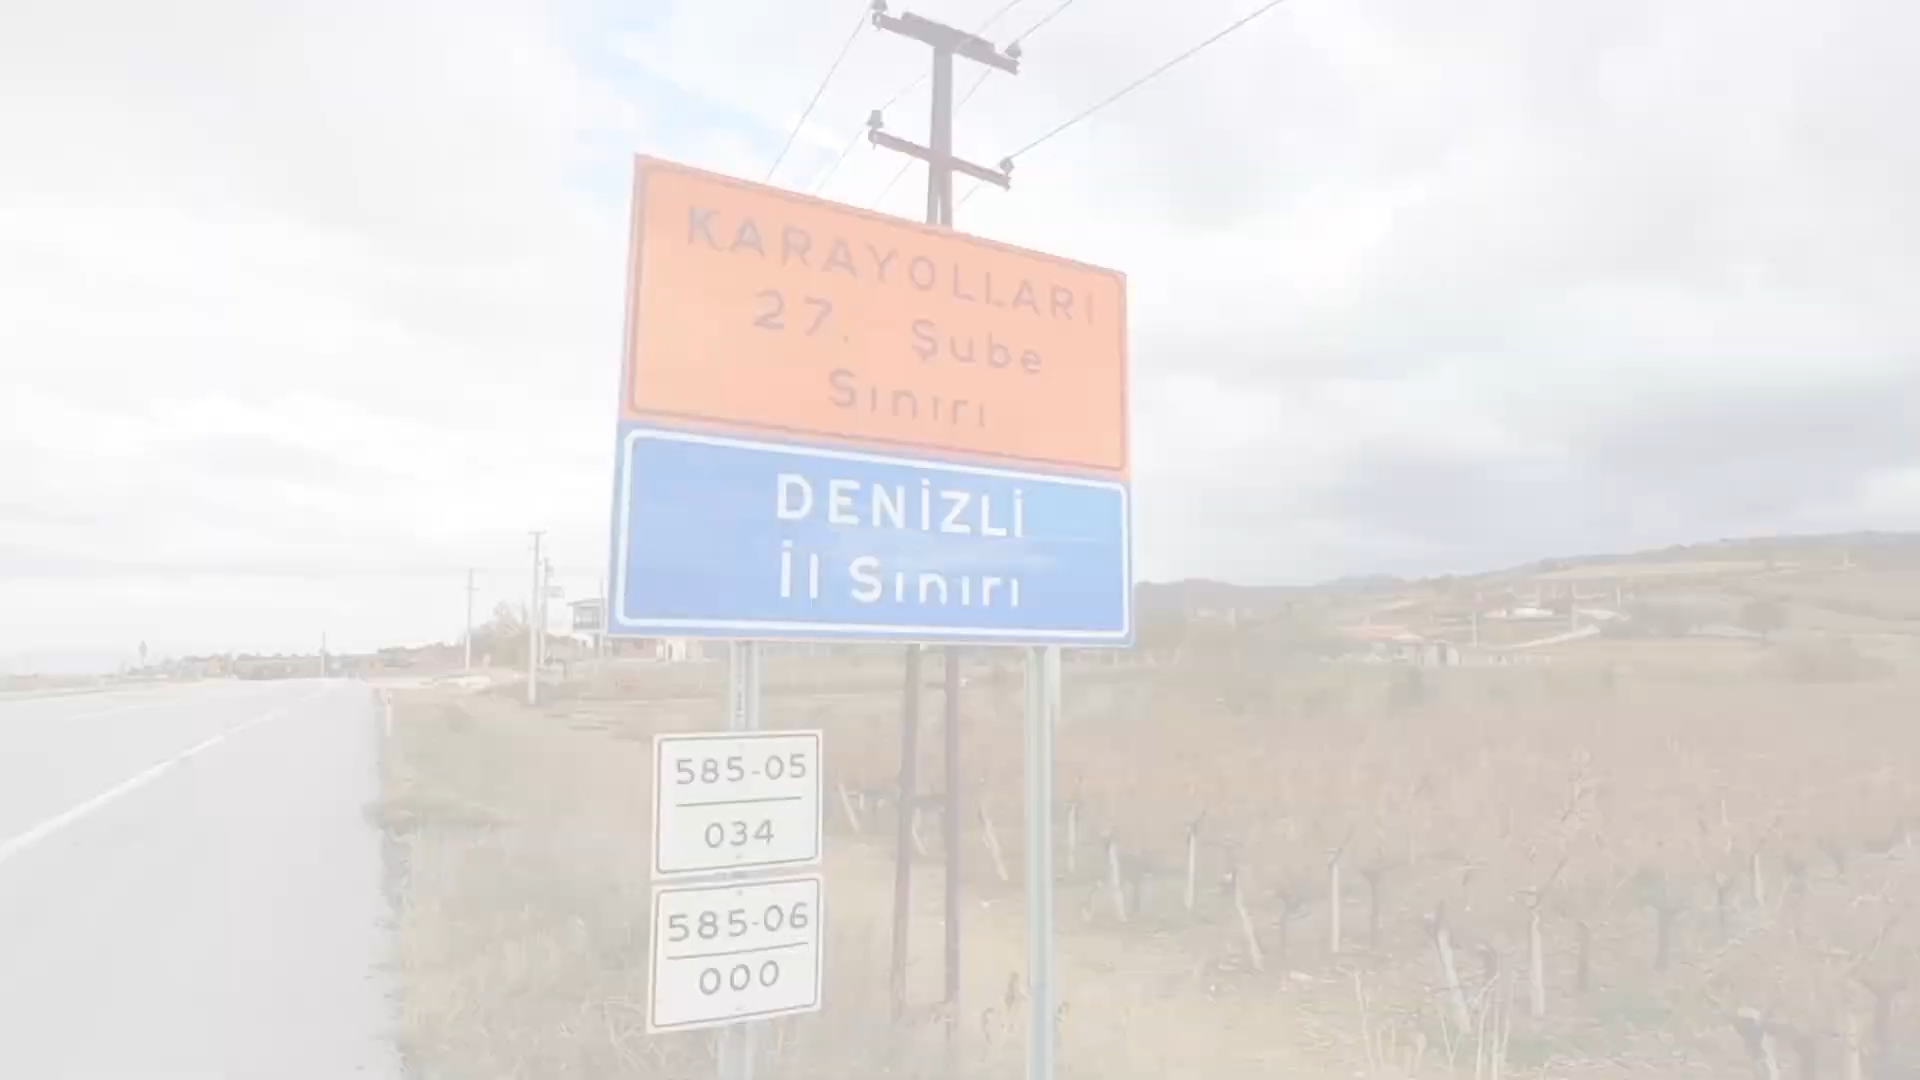 KARAYOLLARI
27. Şube
Sınırı
DENİZLİ
İl Sınırı
585-05
034
585-06
000